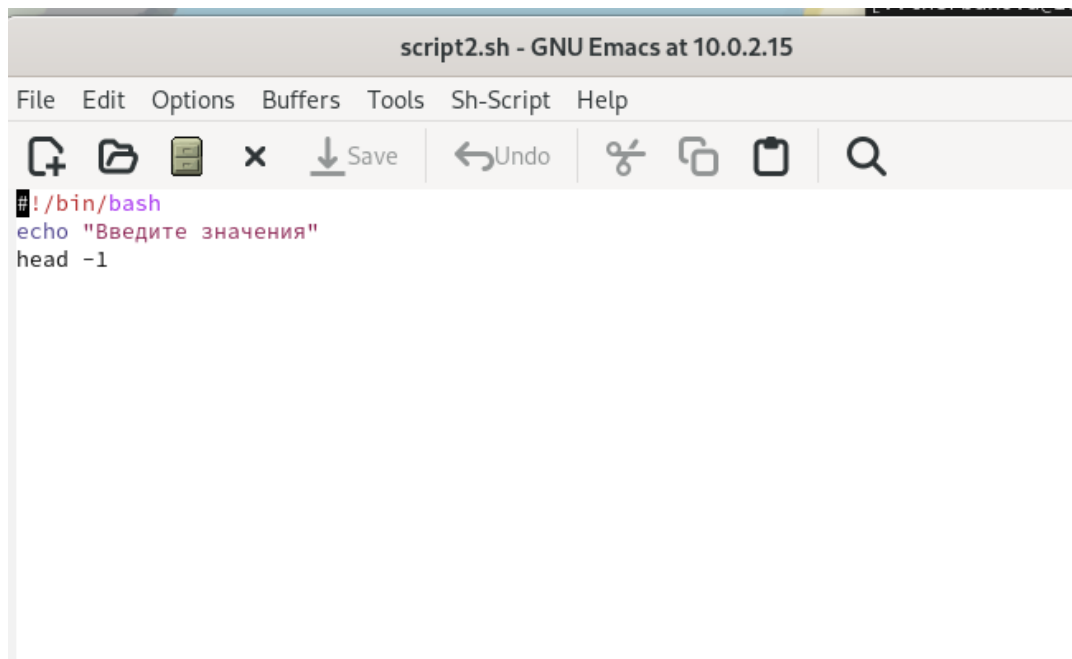 script2.sh - GNU Emacs at 10.0.2.15
File Edit Options Buffers Tools Sh-Script Help
Save Undo
#!/bin/bash
echo "Введите значения"
head -1